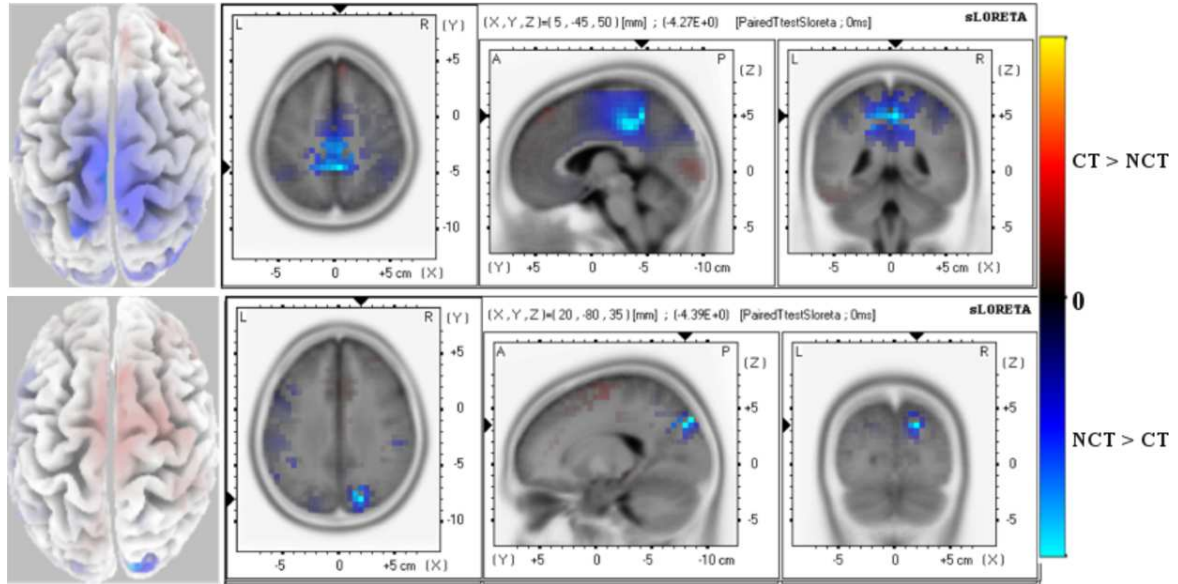 (X,Y,Z)=(5,-45,50)[mm] ; (-4.27E+0) [PairedTtestSloreta ; 0ms] sLORETA
L R (Y)
A P (Z)
L R (Z)
+5
0
-5
-10
-5 0 +5 cm (X)
+5
0
-5
(Y) +5 0 -5 -10 cm
+5
0
-5
-5 0 +5 cm (X)
(X,Y,Z)=(20,-80,35)[mm] ; (-4.39E+0) [PairedTtestSloreta ; 0ms] sLORETA
L R (Y)
A P (Z)
L R (Z)
+5
0
-5
-10
-5 0 +5 cm (X)
+5
0
-5
(Y) +5 0 -5 -10 cm
+5
0
-5
-5 0 +5 cm (X)
CT > NCT
0
NCT > CT